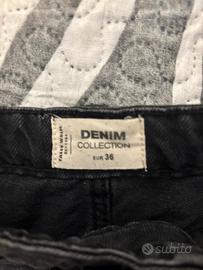 DENIM
COLLECTION
EUR 36
subito